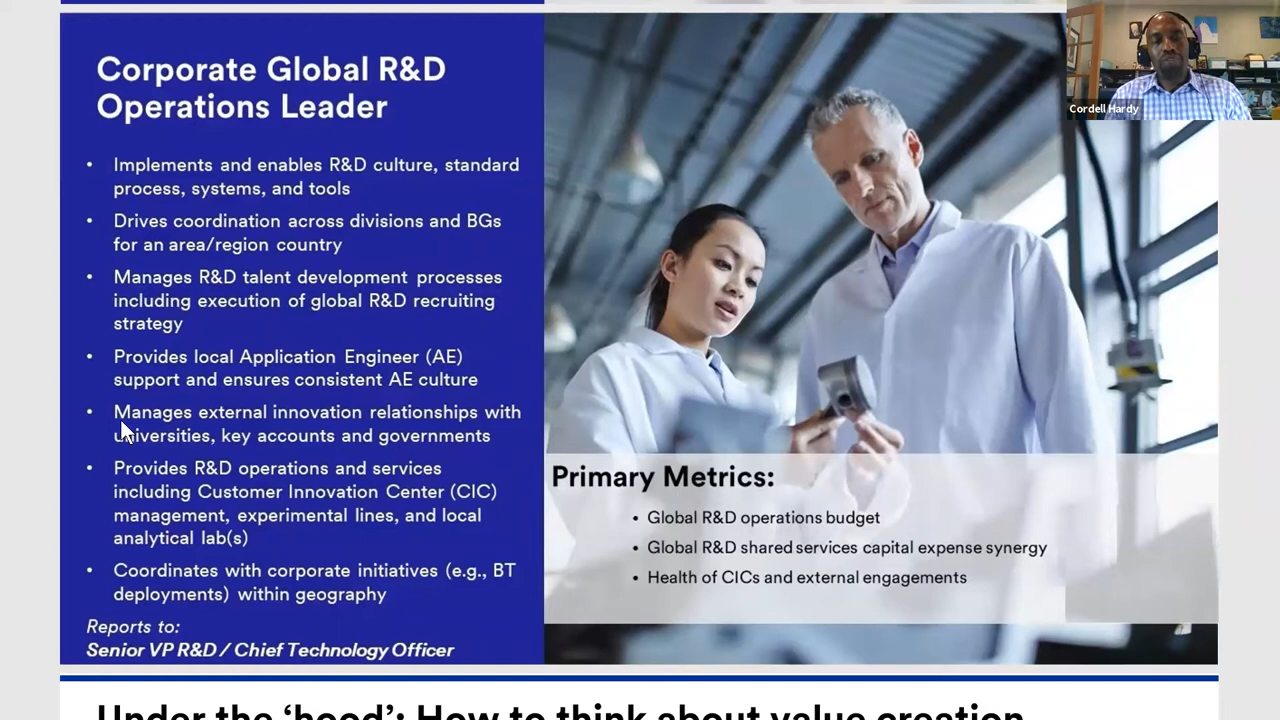 Corporate Global R&D
Operations Leader
• Implements and enables R&D culture, standard
process, systems, and tools
• Drives coordination across divisions and BGs
for an area/region country
• Manages R&D talent development processes
including execution of global R&D recruiting
strategy
• Provides local Application Engineer (AE)
support and ensures consistent AE culture
• Manages external innovation relationships with
universities, key accounts and governments
• Provides R&D operations and services
including Customer Innovation Center (CIC)
management, experimental lines, and local
analytical lab(s)
• Coordinates with corporate initiatives (e.g., BT
deployments) within geography
Reports to:
Senior VP R&D / Chief Technology Officer
Primary Metrics:
• Global R&D operations budget
• Global R&D shared services capital expense synergy
• Health of CICs and external engagements
Cordell Hardy
Under the ‘hood’: How to think about value creation